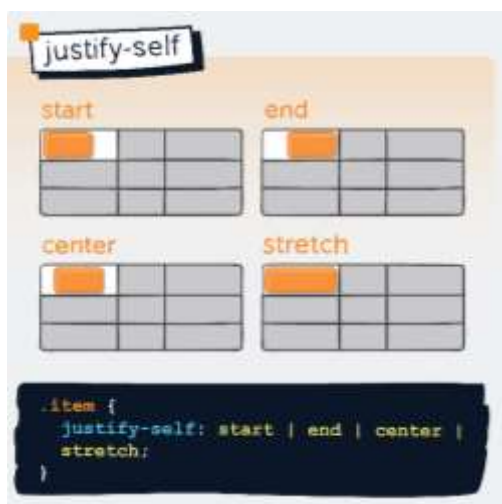 justify-self
start
end
center
stretch
.item {
justify-self: start | end | center |
stretch;
}